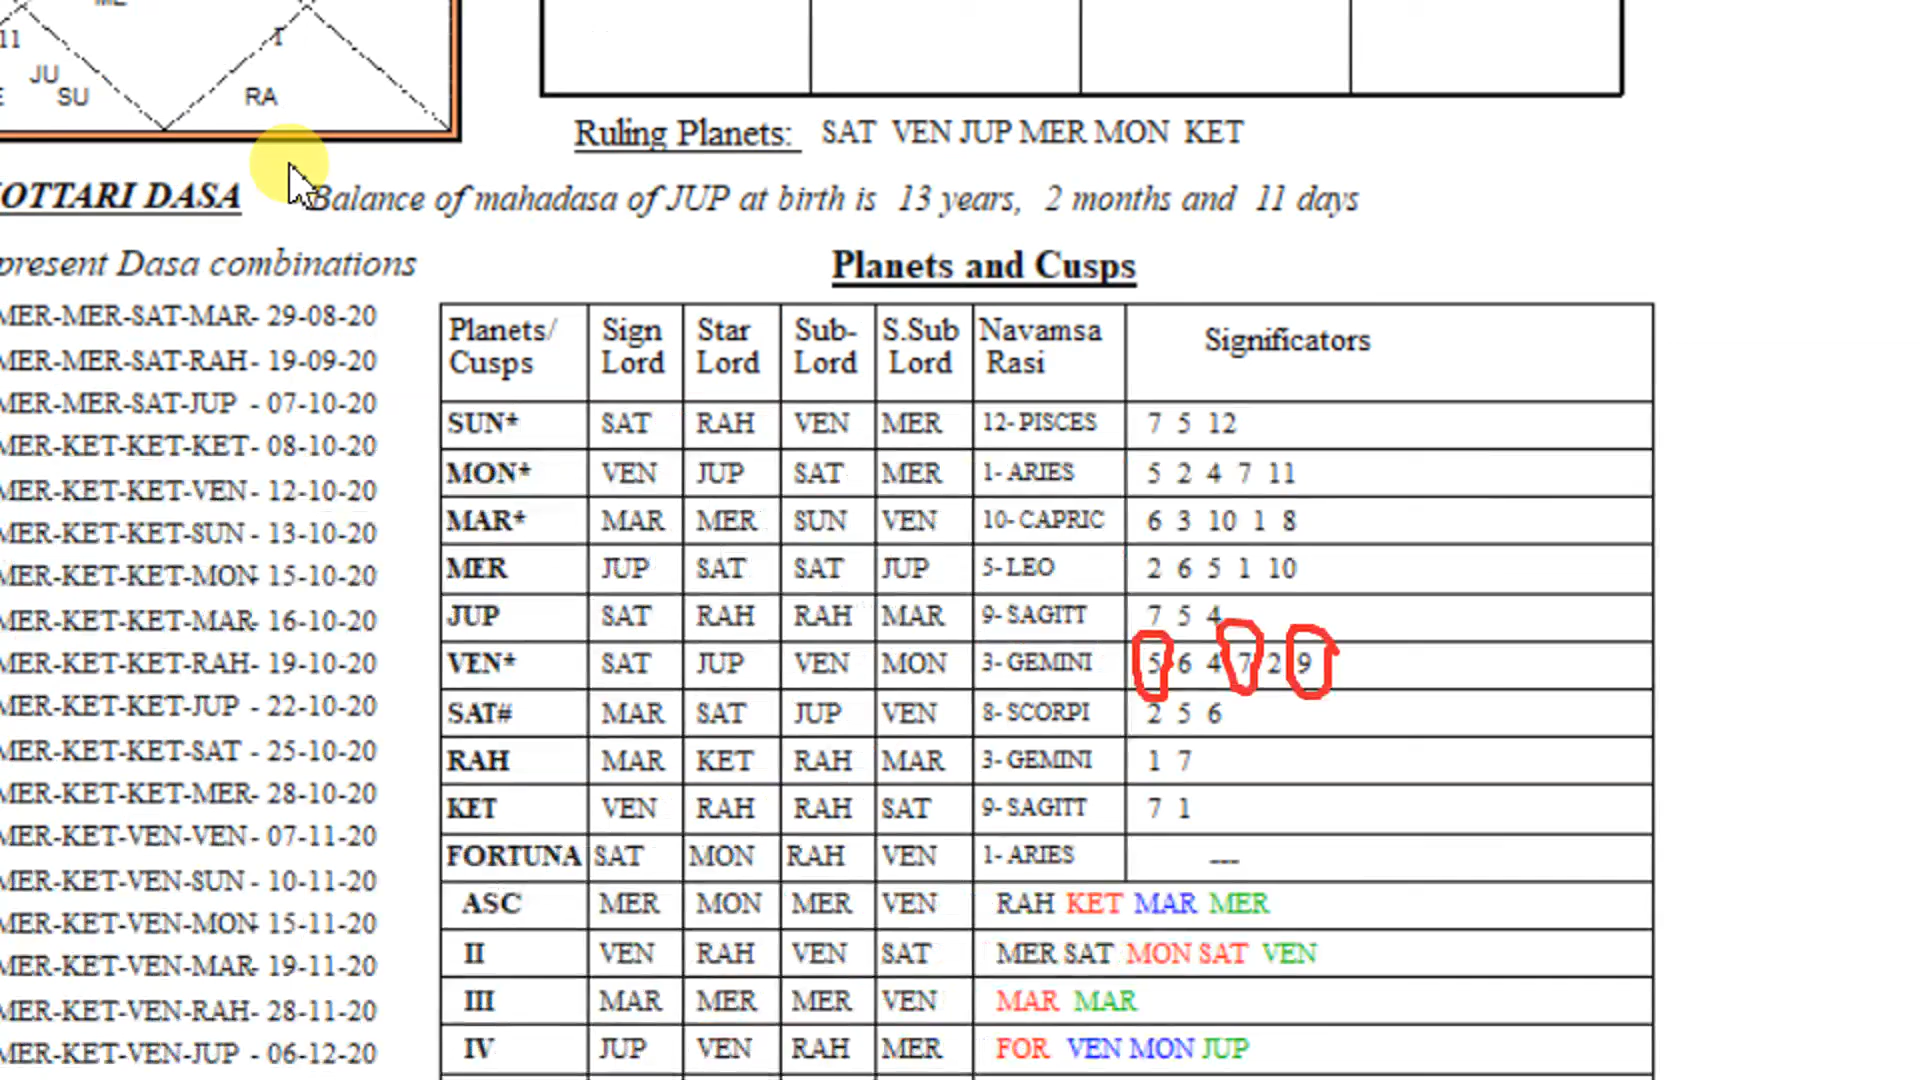 11
JU
SU
RA
Ruling Planets: SAT VEN JUP MER MON KET
OTTARI DASA
Balance of mahadasa of JUP at birth is 13 years, 2 months and 11 days
present Dasa combinations
MER-MER-SAT-MAR- 29-08-20
MER-MER-SAT-RAH- 19-09-20
MER-MER-SAT-JUP - 07-10-20
MER-KET-KET-KET- 08-10-20
MER-KET-KET-VEN- 12-10-20
MER-KET-KET-SUN - 13-10-20
MER-KET-KET-MON- 15-10-20
MER-KET-KET-MAR- 16-10-20
MER-KET-KET-RAH- 19-10-20
MER-KET-KET-JUP - 22-10-20
MER-KET-KET-SAT - 25-10-20
MER-KET-KET-MER- 28-10-20
MER-KET-VEN-VEN- 07-11-20
MER-KET-VEN-SUN - 10-11-20
MER-KET-VEN-MON- 15-11-20
MER-KET-VEN-MAR- 19-11-20
MER-KET-VEN-RAH- 28-11-20
MER-KET-VEN-JUP - 06-12-20
Planets and Cusps
Planets/ Cusps Sign Lord Star Lord Sub-Lord S.Sub Lord Navamsa Rasi Significators
SUN* SAT RAH VEN MER 12- PISCES 7 5 12
MON* VEN JUP SAT MER 1- ARIES 5 2 4 7 11
MAR* MAR MER SUN VEN 10- CAPRIC 6 3 10 1 8
MER JUP SAT SAT JUP 5- LEO 2 6 5 1 10
JUP SAT RAH RAH MAR 9- SAGITT 7 5 4
VEN* SAT JUP VEN MON 3- GEMINI 5 6 4 7 2 9
SAT# MAR SAT JUP VEN 8- SCORPI 2 5 6
RAH MAR KET RAH MAR 3- GEMINI 1 7
KET VEN RAH RAH SAT 9- SAGITT 7 1
FORTUNA SAT MON RAH VEN 1- ARIES ---
ASC MER MON MER VEN RAH KET MAR MER
II VEN RAH VEN SAT MER SAT MON SAT VEN
III MAR MER MER VEN MAR MAR
IV JUP VEN RAH MER FOR VEN MON JUP